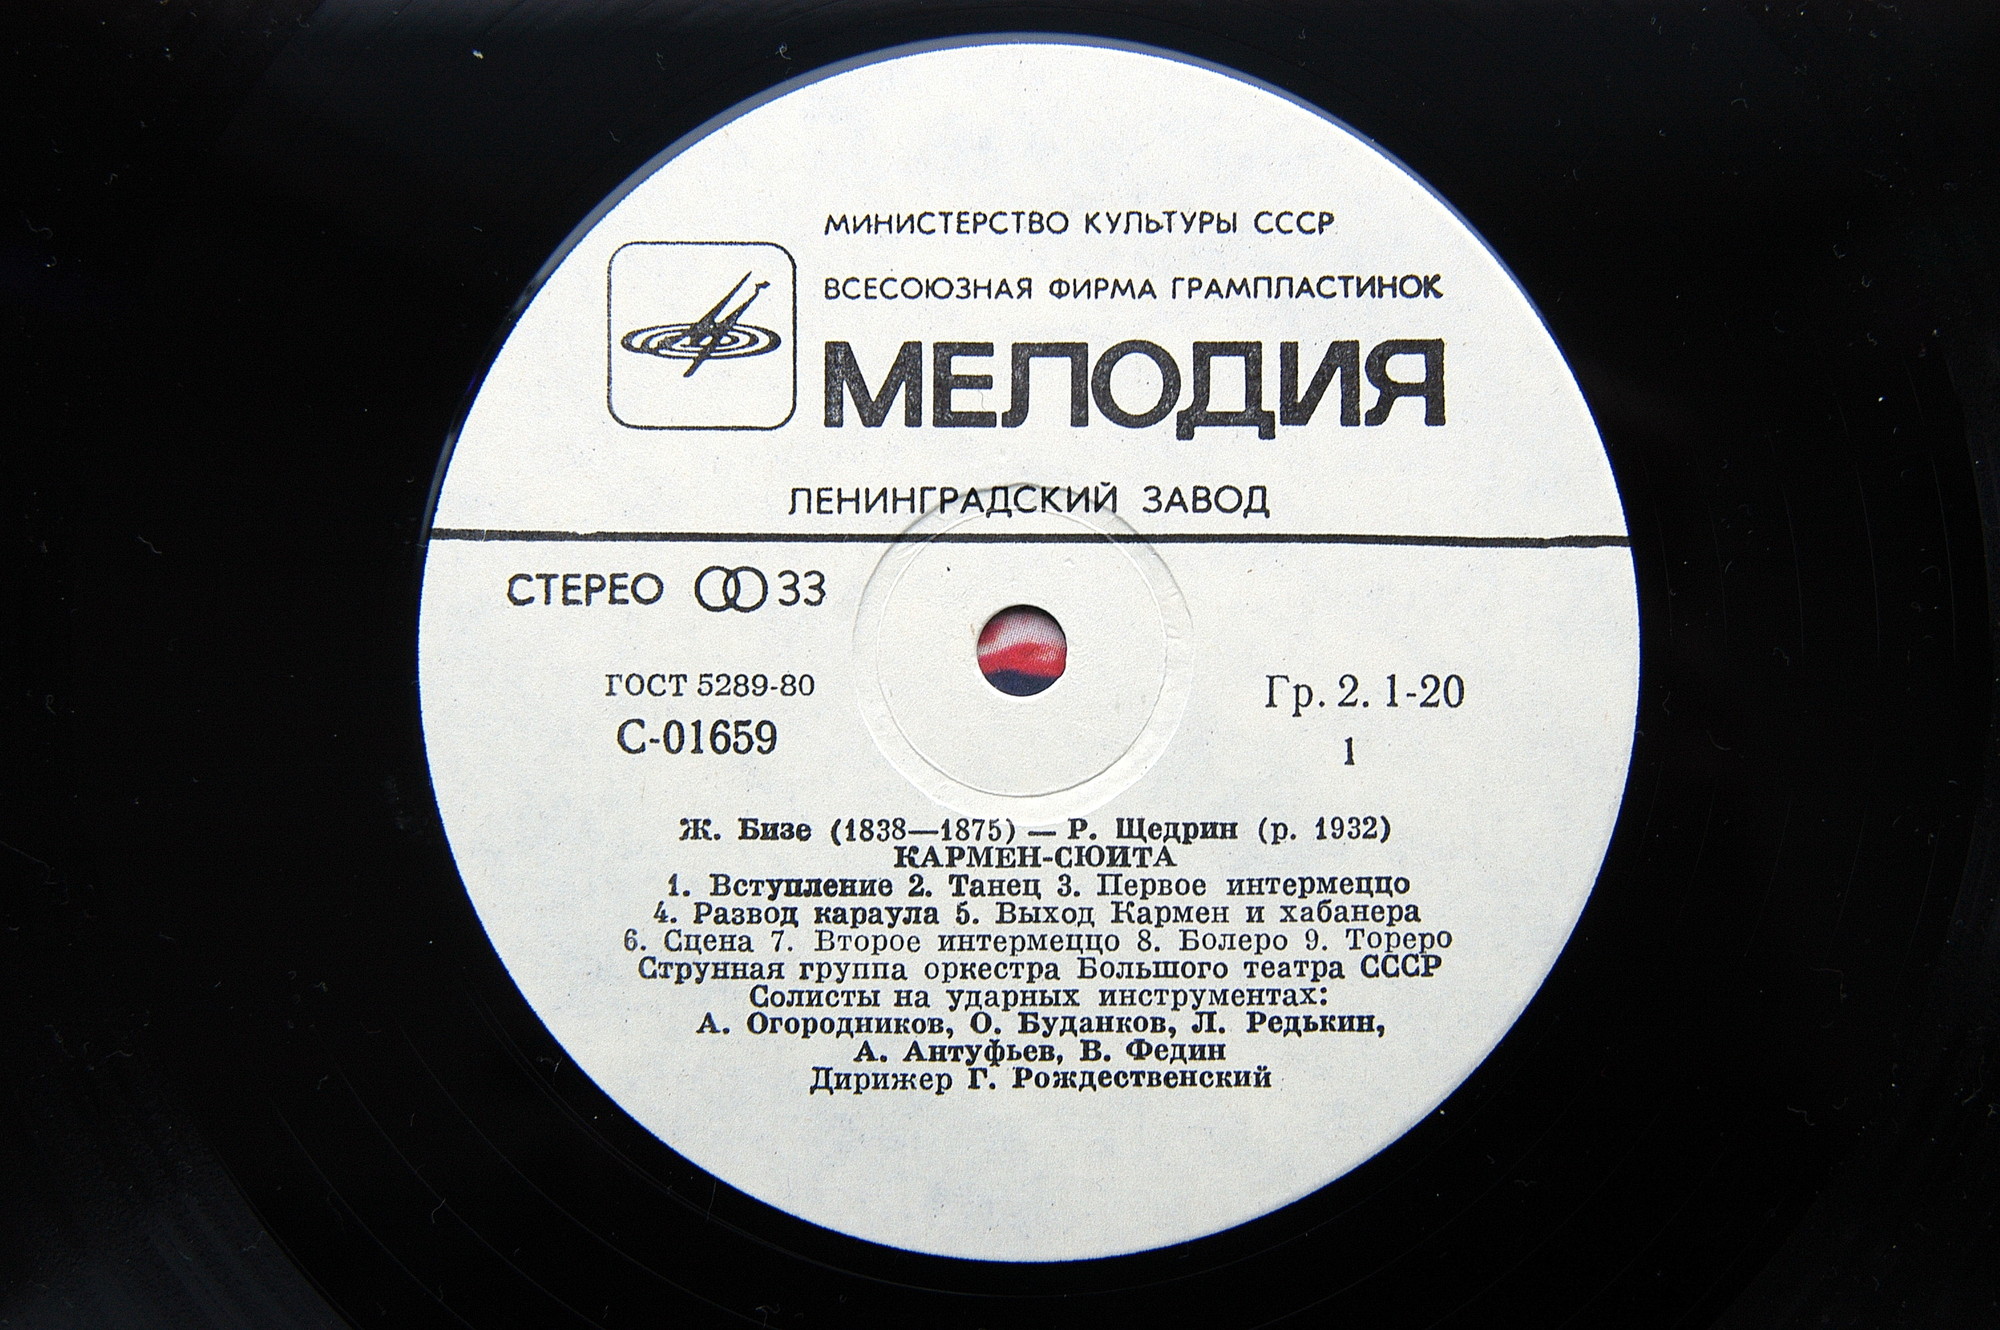 МИНИСТЕРСТВО КУЛЬТУРЫ СССР
ВСЕСОЮЗНАЯ ФИРМА ГРАМПЛАСТИНОК
МЕЛОДИЯ
ЛЕНИНГРАДСКИЙ ЗАВОД
СТЕРЕО 33
ГОСТ 5289-80
С-01659
Гр. 2. 1-20
1
Ж. Бизе (1838—1875) — Р. Щедрин (р. 1932)
КАРМЕН-СЮИТА
1. Вступление 2. Танец 3. Первое интермеццо
4. Развод караула 5. Выход Кармен и хабанера
6. Сцена 7. Второе интермеццо 8. Болеро 9. Тореро
Струнная группа оркестра Большого театра СССР
Солисты на ударных инструментах:
А. Огородников, О. Буданков, Л. Редькин,
А. Антуфьев, В. Федин
Дирижер Г. Рождественский